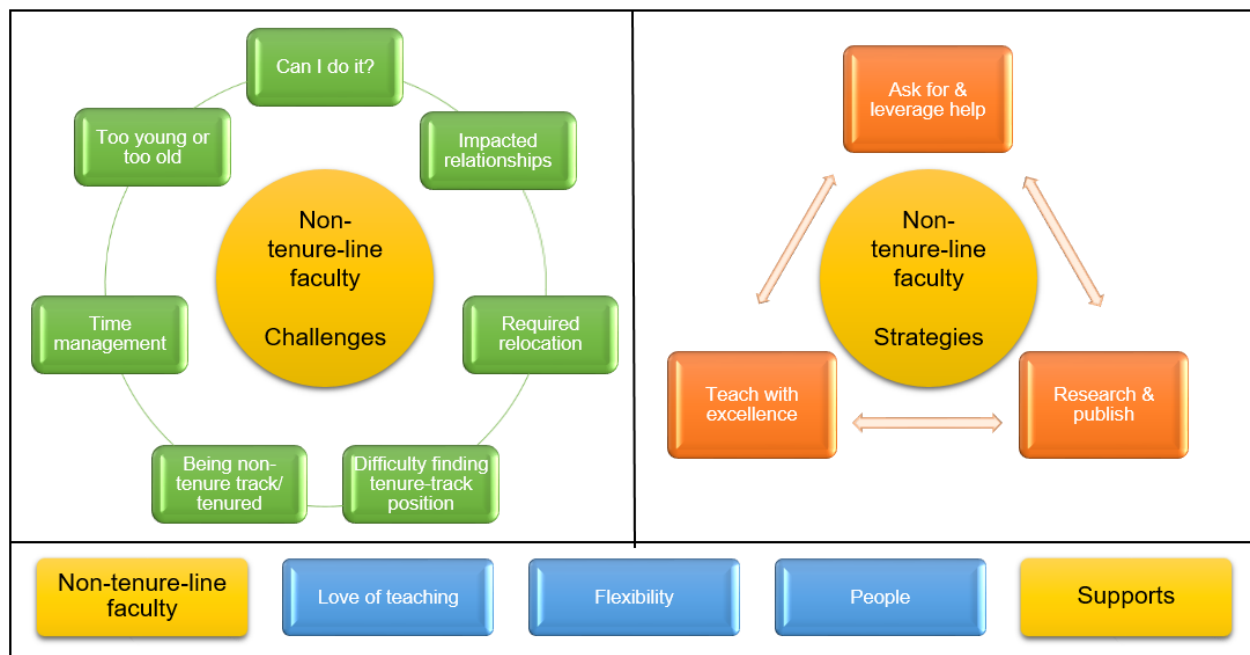 Can I do it?
Impacted
relationships
Required
relocation
Difficulty finding
tenure-track
position
Being non-
tenure track/
tenured
Time
management
Too young or
too old
Non-
tenure-line
faculty
Challenges
Ask for &
leverage help
Research &
publish
Teach with
excellence
Non-
tenure-line
faculty
Strategies
Non-tenure-line
faculty
Love of teaching
Flexibility
People
Supports